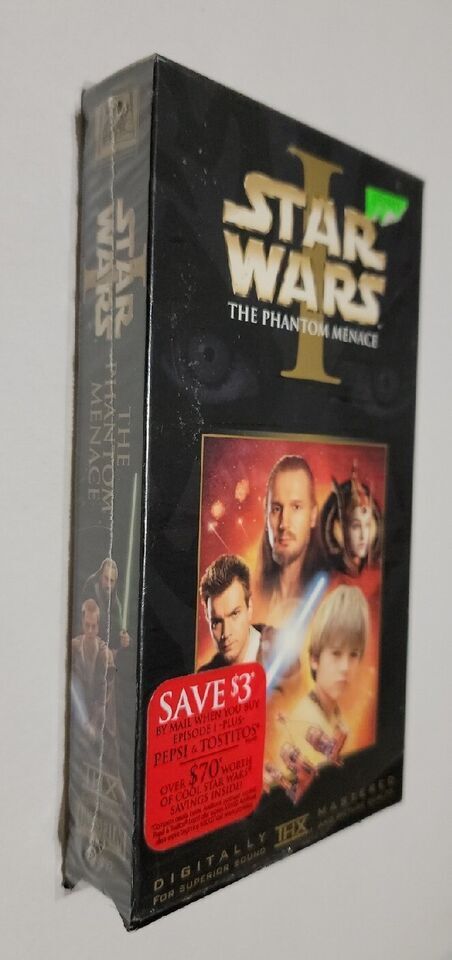 STAR
WARS
I
THE PHANTOM MENACE
STAR
WARS
I
THE
PHANTOM
MENACE
SAVE $3*
BY MAIL WHEN YOU BUY
EPISODE I -PLUS-
PEPSI & TOSTITOS®
OVER $70* WORTH
OF COOL STAR WARS®
SAVINGS INSIDE!
DIGITALLY THX MASTERED
FOR SUPERIOR SOUND
THX